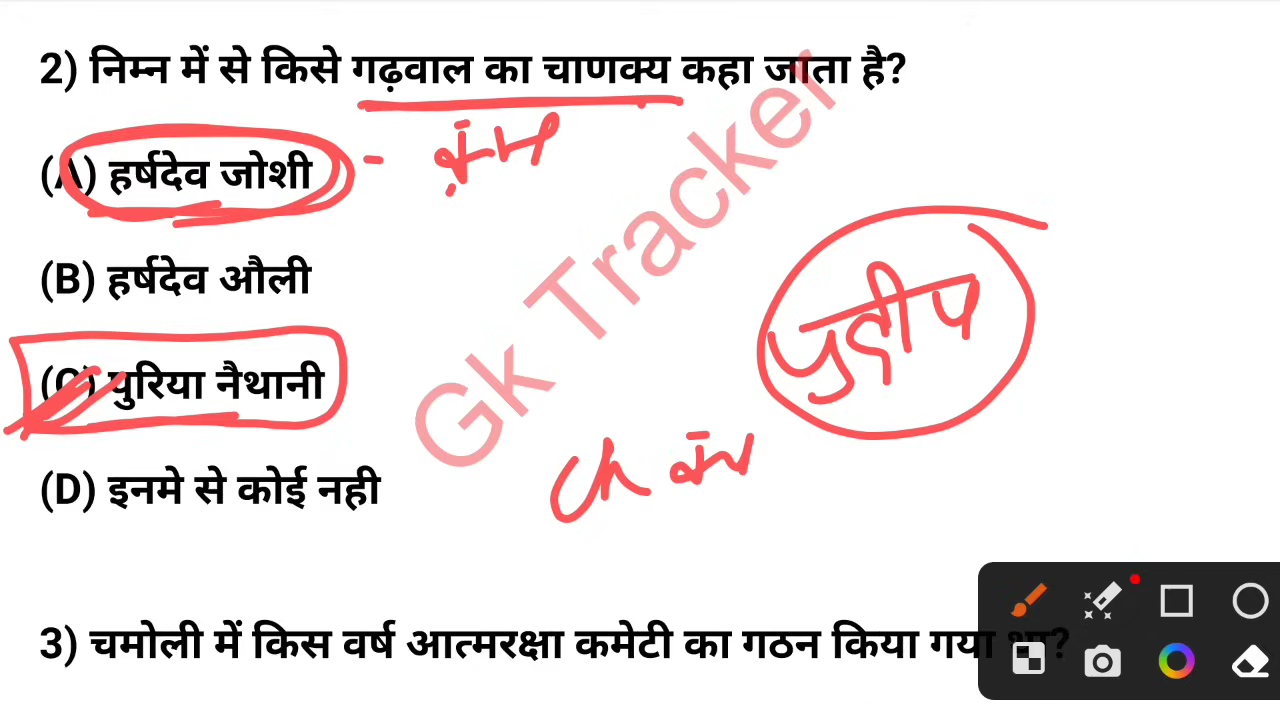 2) निम्न में से किसे गढ़वाल का चाणक्य कहा जाता है?
(A) हर्षदेव जोशी
(B) हर्षदेव औली
(C) पुरिया नैथानी
(D) इनमे से कोई नही
Gk Tracker
3) चमोली में किस वर्ष आत्मरक्षा कमेटी का गठन किया गया था?